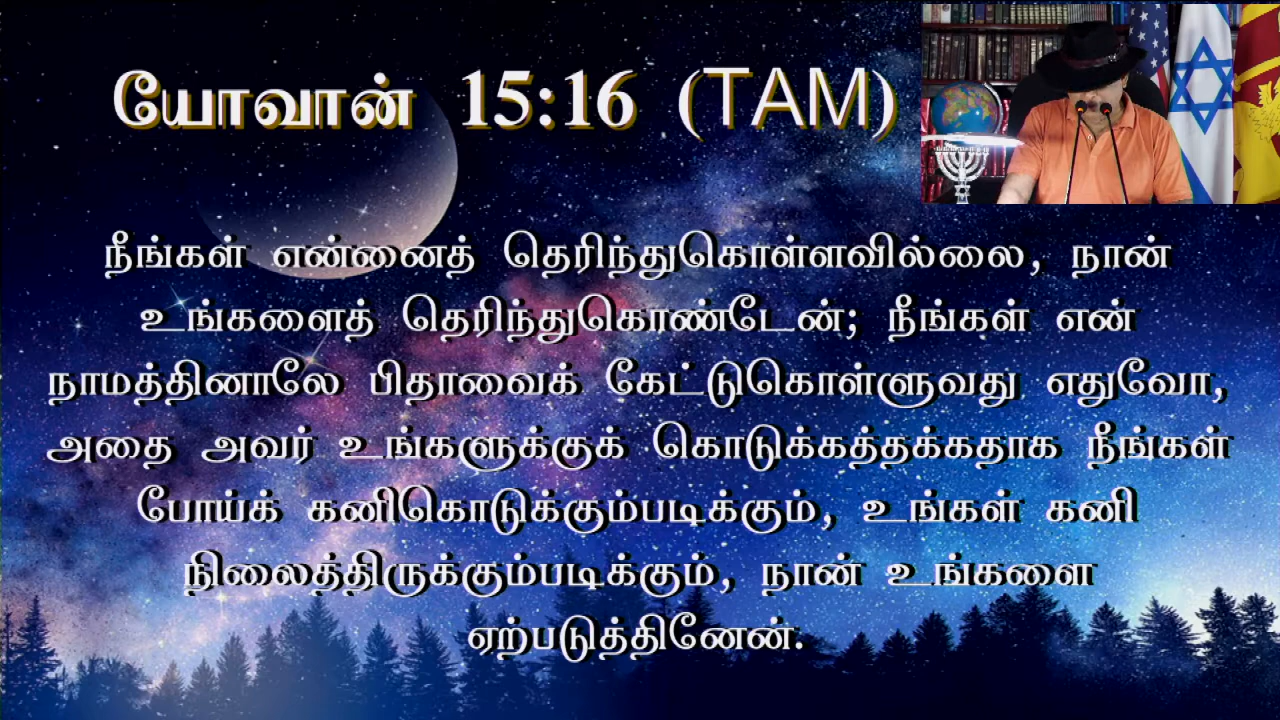 யோவான் 15:16 (TAM)
நீங்கள் என்னைத் தெரிந்துகொள்ளவில்லை, நான்
உங்களைத் தெரிந்துகொண்டேன்; நீங்கள் என்
நாமத்தினாலே பிதாவைக் கேட்டுகொள்ளுவது எதுவோ,
அதை அவர் உங்களுக்குக் கொடுக்கத்தக்கதாக நீங்கள்
போய்க் கனிகொடுக்கும்படிக்கும், உங்கள் கனி
நிலைத்திருக்கும்படிக்கும், நான் உங்களை
ஏற்படுத்தினேன்.